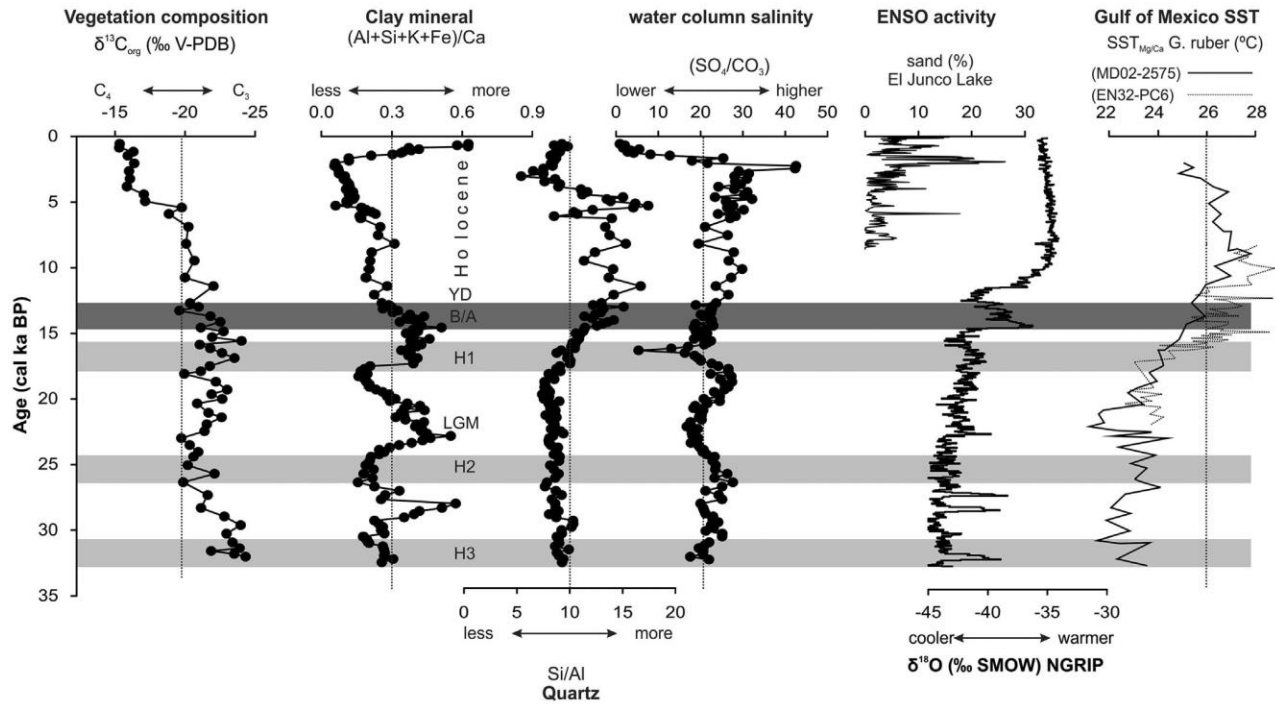 Vegetation composition Clay mineral water column salinity ENSO activity Gulf of Mexico SST
δ¹³Corg (‰ V-PDB) (Al+Si+K+Fe)/Ca (SO₄/CO₃) sand (%) SSTMg/Ca G. ruber (ºC)
El Junco Lake (MD02-2575)
(EN32-PC6)
C₄ C₃ less more lower higher
-15 -20 -25 0.0 0.3 0.6 0.9 0 10 20 30 40 50 0 10 20 30 22 24 26 28
Age (cal ka BP)
0
5
10
15
20
25
30
35
Holocene
YD
B/A
H1
LGM
H2
H3
0 5 10 15 20 -45 -40 -35 -30
less more cooler warmer
Si/Al δ¹⁸O (‰ SMOW) NGRIP
Quartz